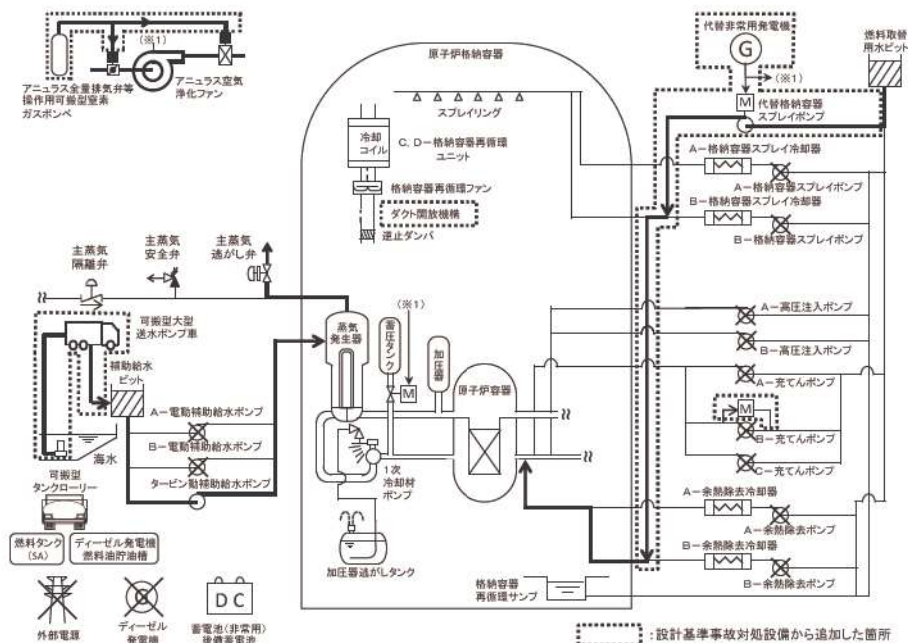 (※1)
アニュラス全量排気弁等
操作用可搬型窒素
ガスボンベ
アニュラス空気
浄化ファン
原子炉格納容器
スプレイリング
冷却
コイル
C,D-格納容器再循環
ユニット
格納容器再循環ファン
ダクト開放機構
逆止ダンパ
代替非常用発電機
G
(※1)
M
代替格納容器
スプレイポンプ
燃料取替
用水ピット
A-格納容器スプレイ冷却器
A-格納容器スプレイポンプ
B-格納容器スプレイ冷却器
B-格納容器スプレイポンプ
主蒸気
隔離弁
主蒸気
安全弁
主蒸気
逃がし弁
可搬型大型
送水ポンプ車
補助給水
ピット
海水
A-電動補助給水ポンプ
B-電動補助給水ポンプ
タービン動補助給水ポンプ
蒸気
発生器
蓄圧タンク
(※1)
M
加圧器
原子炉容器
1次
冷却材
ポンプ
加圧器逃がしタンク
A-高圧注入ポンプ
B-高圧注入ポンプ
A-充てんポンプ
M
B-充てんポンプ
C-充てんポンプ
A-余熱除去冷却器
A-余熱除去ポンプ
B-余熱除去冷却器
B-余熱除去ポンプ
格納容器
再循環サンプ
可搬型
タンクローリー
燃料タンク
(SA)
ディーゼル発電機
燃料油貯油槽
外部電源
ディーゼル
発電機
DC
蓄電池(非常用)
後備蓄電池
:設計基準事故対処設備から追加した箇所